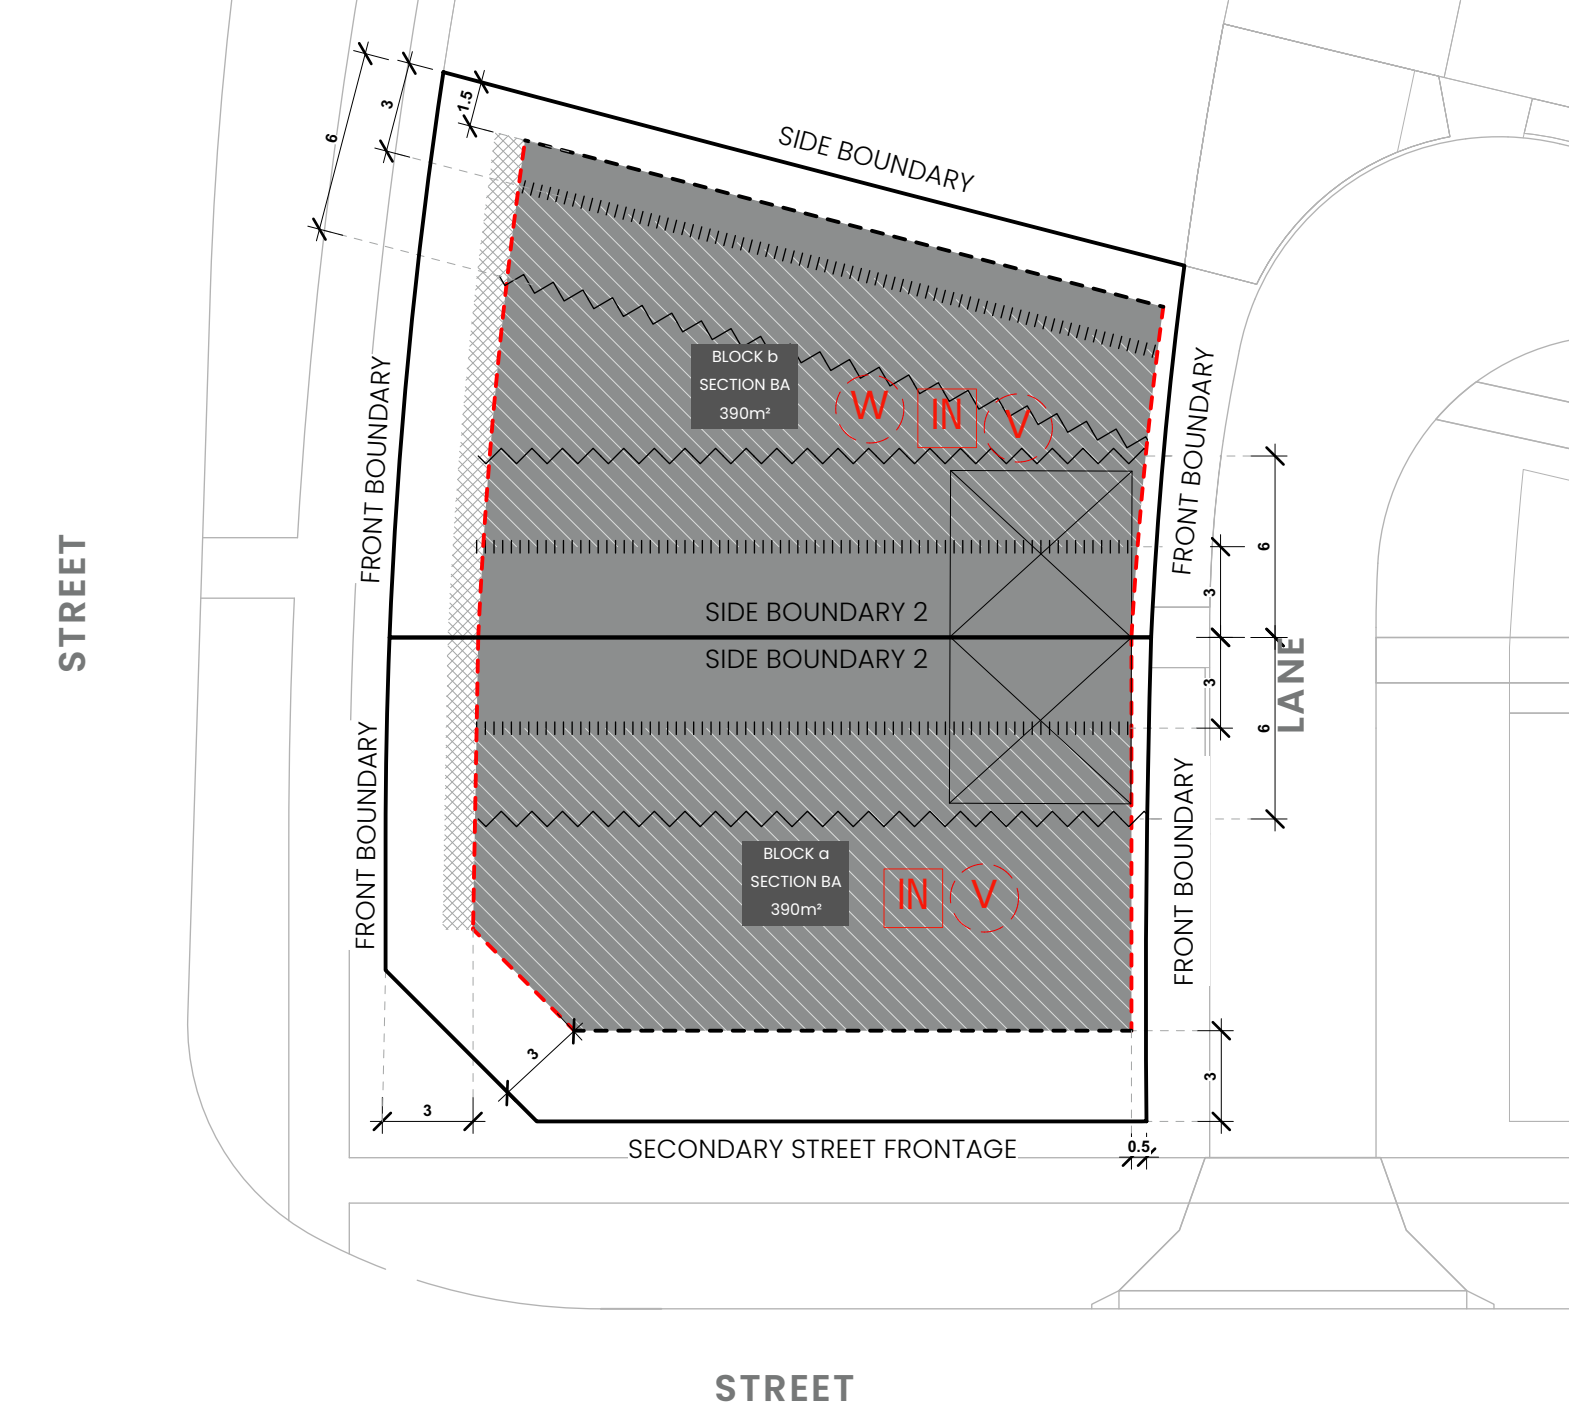 6
3
1.5
SIDE BOUNDARY
FRONT BOUNDARY
FRONT BOUNDARY
BLOCK b
SECTION BA
390m²
W
IN
V
6
3
STREET
SIDE BOUNDARY 2
SIDE BOUNDARY 2
LANE
3
6
FRONT BOUNDARY
FRONT BOUNDARY
BLOCK a
SECTION BA
390m²
IN
V
3
3
3
0.5
SECONDARY STREET FRONTAGE
STREET